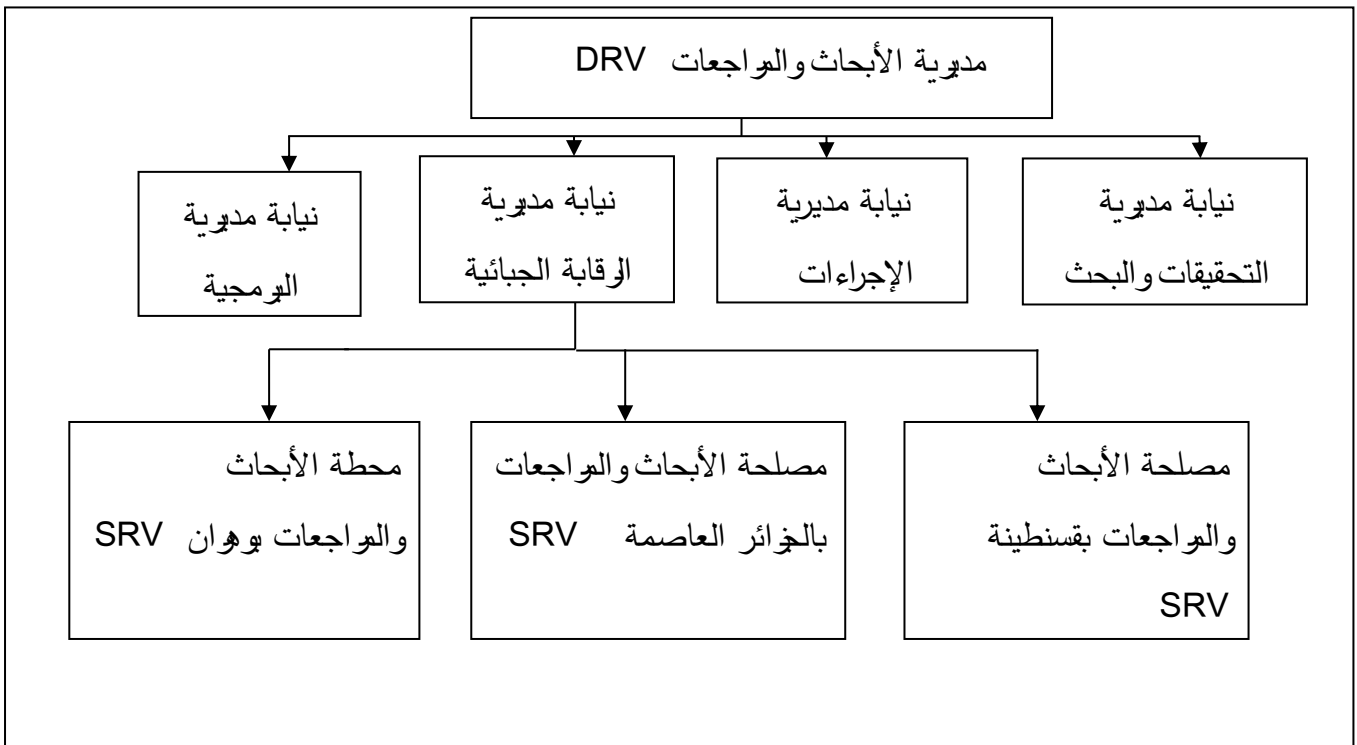 مديرية الأبحاث والمراجعات DRV
نيابة مديرية
التحقيقات والبحث
نيابة مديرية
الإجراءات
نيابة مديرية
الرقابة الجبائية
نيابة مديرية
البرمجية
مصلحة الأبحاث
والمراجعات بقسنطينة
SRV
مصلحة الأبحاث والمراجعات
بالجزائر العاصمة SRV
محطة الأبحاث
والمراجعات بوهران SRV